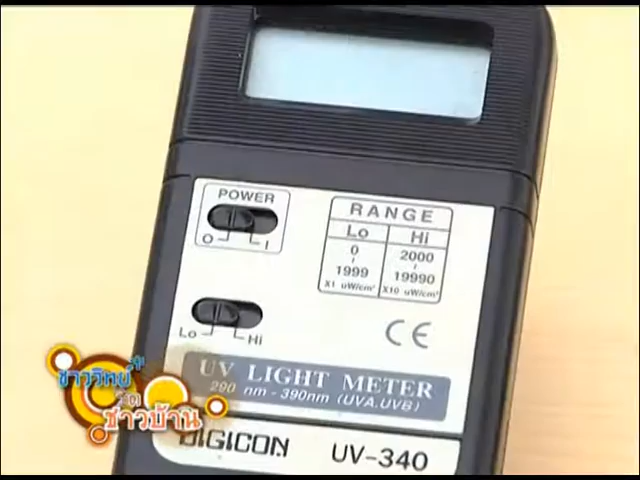 POWER
O I
RANGE
Lo Hi
0 2000
~ ~
1999 19990
X1 uW/cm² X10 uW/cm²
Lo Hi
CE
UV LIGHT METER
290 nm - 390nm (UVA.UVB)
DIGICON UV-340
ชาววิทย์
ชาวบ้าน